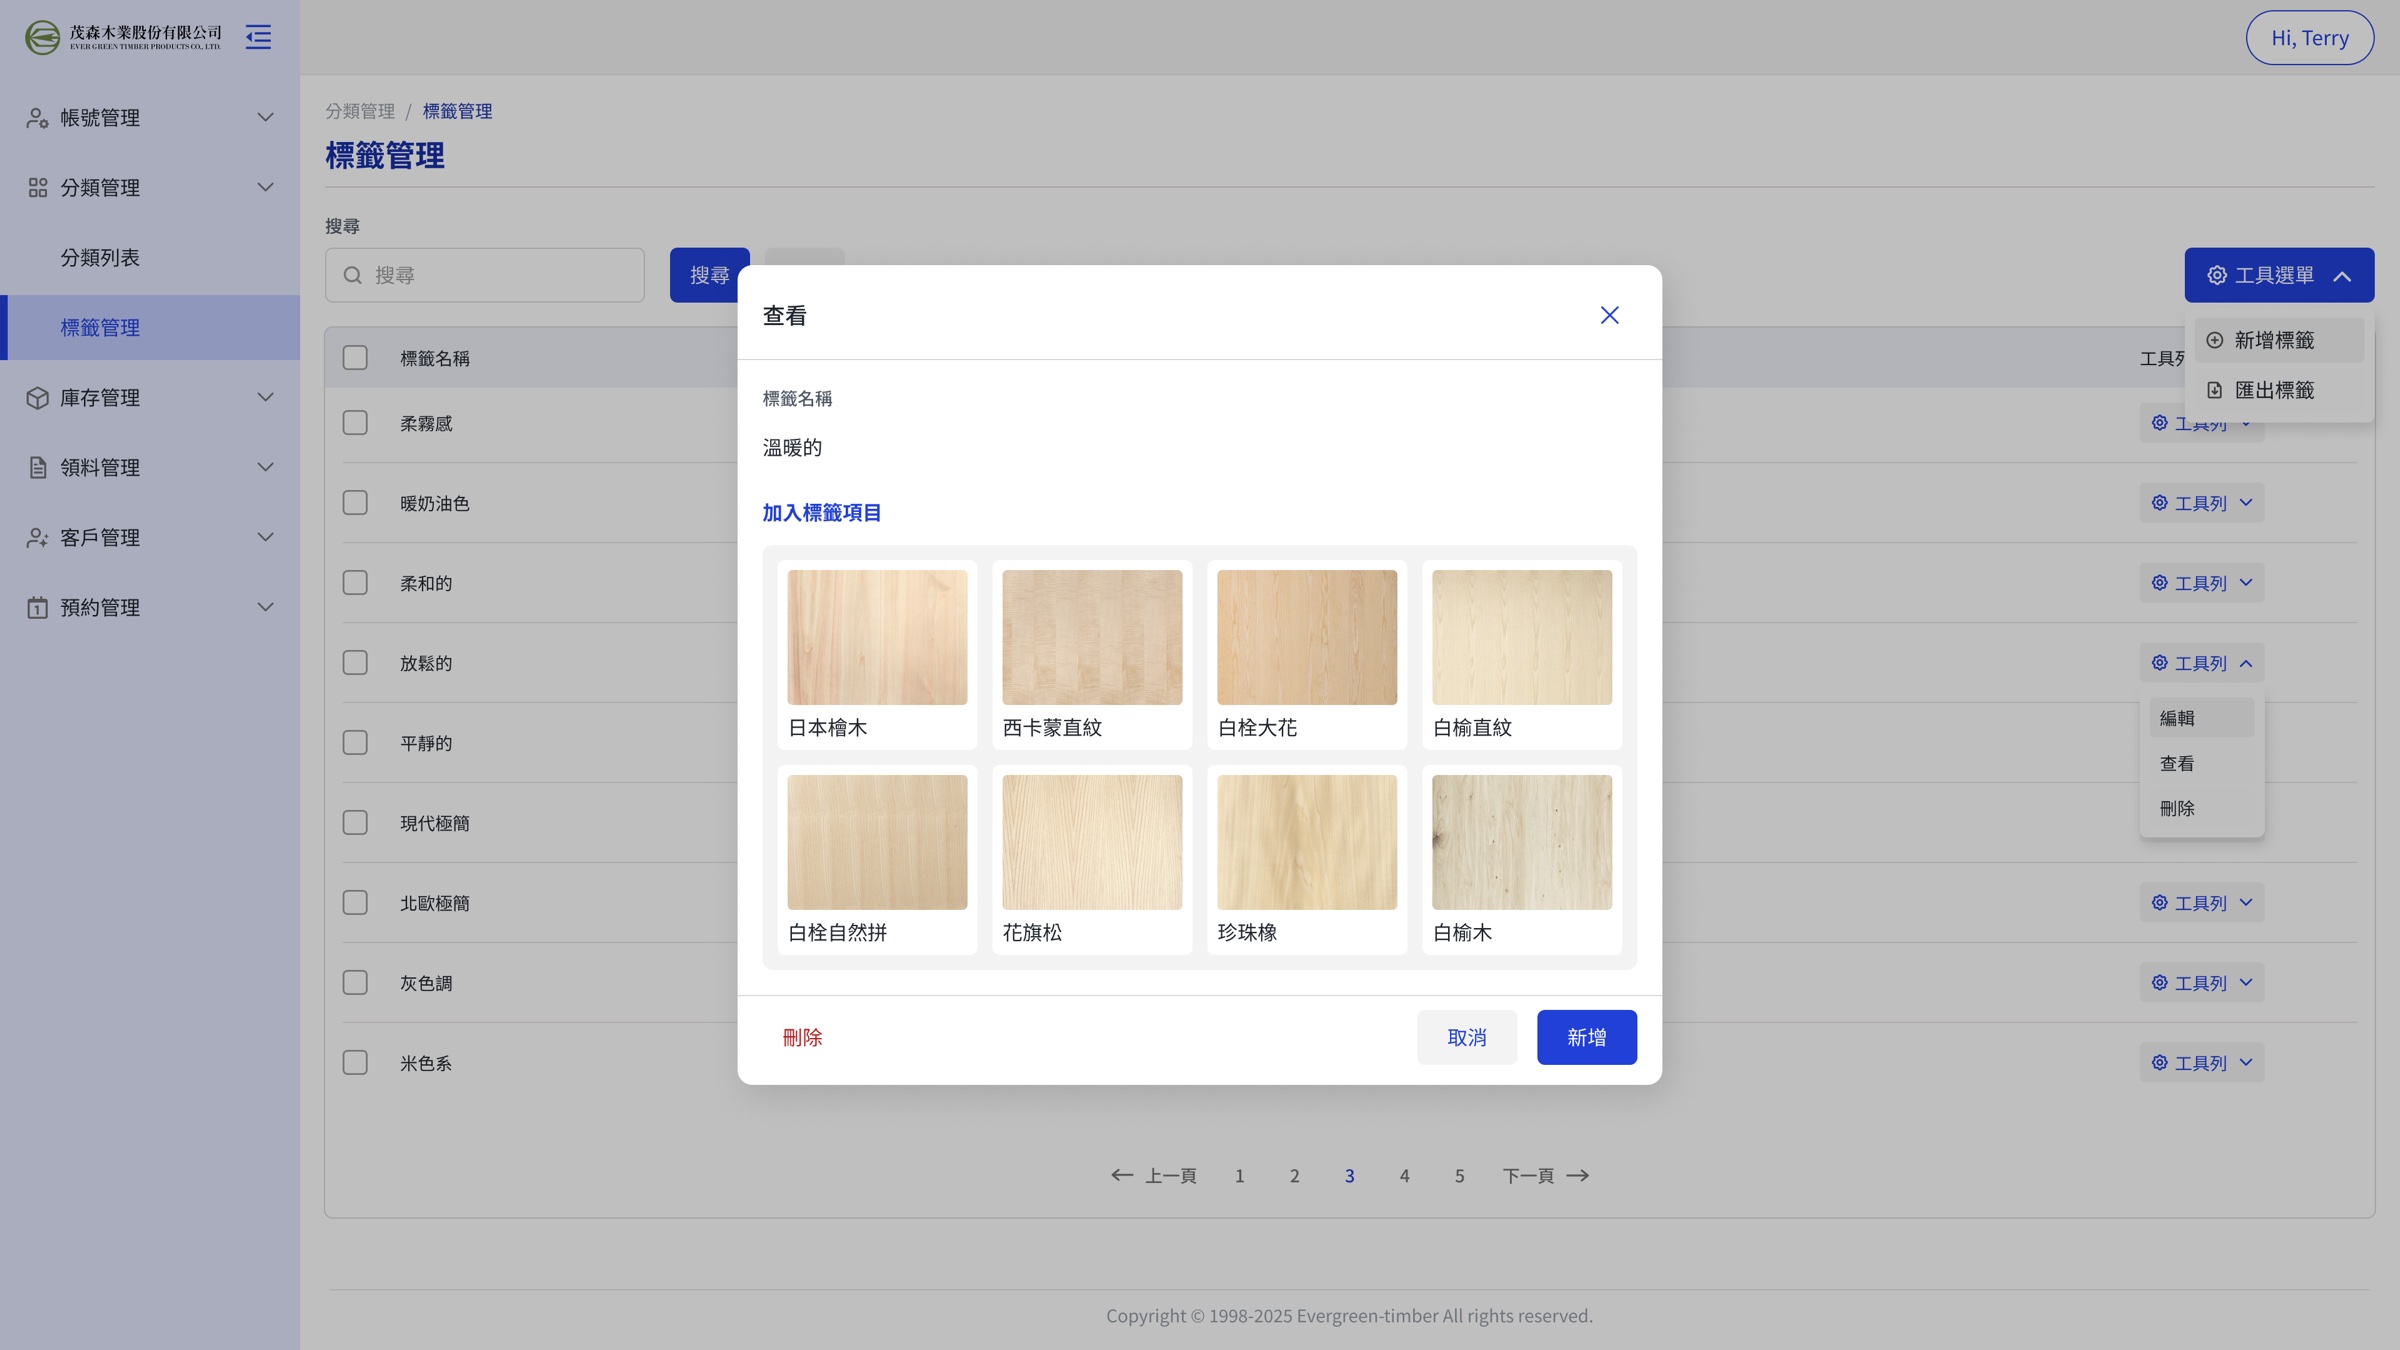 茂森木業股份有限公司
EVER GREEN TIMBER PRODUCTS CO., LTD.
Hi, Terry
帳號管理
分類管理
分類列表
標籤管理
庫存管理
領料管理
客戶管理
預約管理
分類管理 / 標籤管理
標籤管理
搜尋
搜尋
搜尋
工具選單
新增標籤
匯出標籤
標籤名稱
工具列
柔霧感
工具列
暖奶油色
工具列
柔和的
工具列
放鬆的
工具列
編輯
查看
刪除
平靜的
現代極簡
北歐極簡
工具列
灰色調
工具列
米色系
工具列
查看
標籤名稱
溫暖的
加入標籤項目
日本檜木
西卡蒙直紋
白栓大花
白榆直紋
白栓自然拼
花旗松
珍珠橡
白榆木
刪除
取消
新增
上一頁 1 2 3 4 5 下一頁
Copyright © 1998-2025 Evergreen-timber All rights reserved.